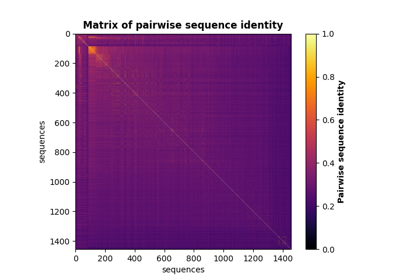 Matrix of pairwise sequence identity
0
200
400
600
800
1000
1200
1400
sequences
0 200 400 600 800 1000 1200 1400
sequences
1.0
0.8
0.6
0.4
0.2
0.0
Pairwise sequence identity